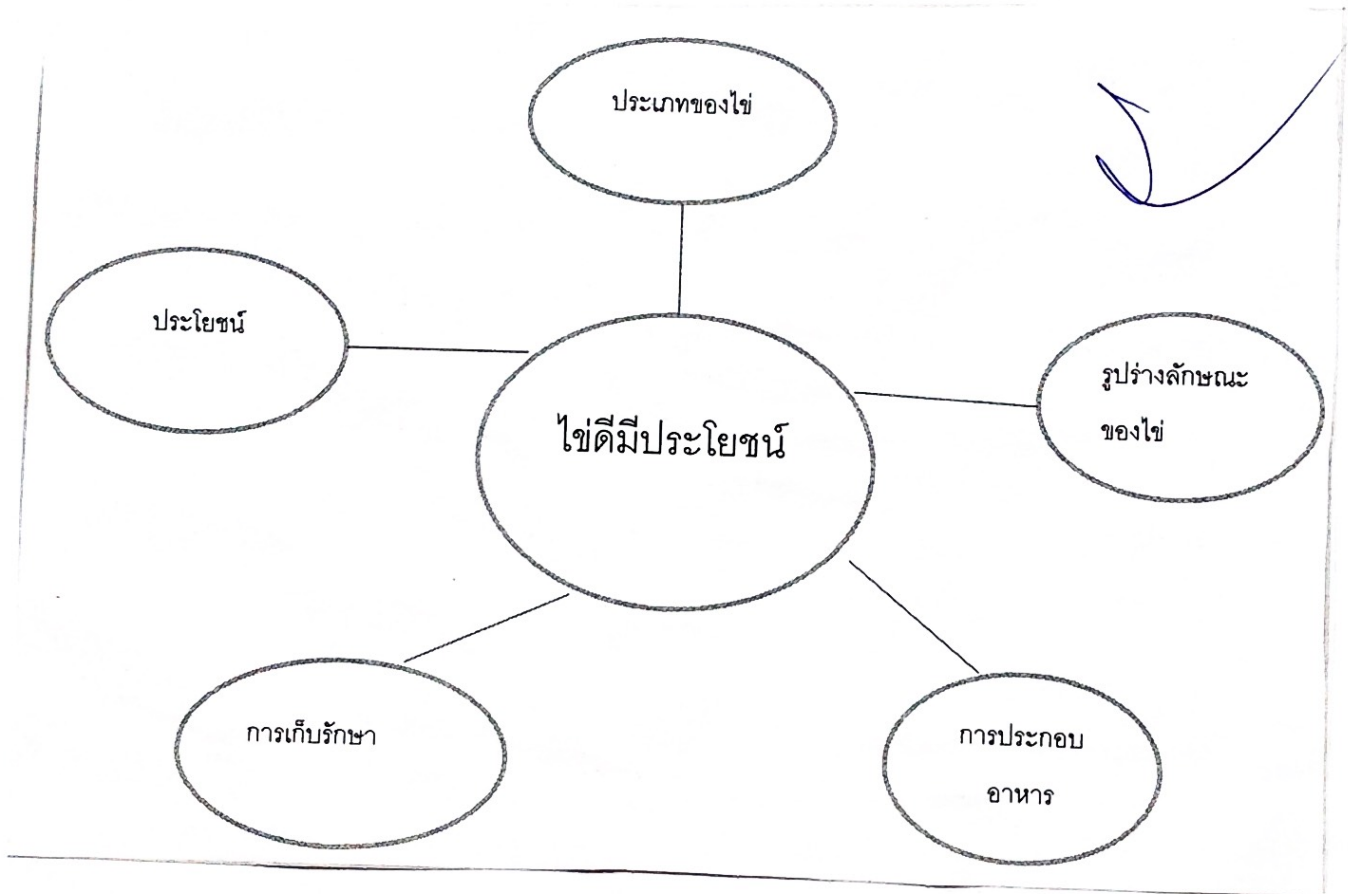 ประเภทของไข่
ประโยชน์
ไข่ดีมีประโยชน์
รูปร่างลักษณะ
ของไข่
การเก็บรักษา
การประกอบ
อาหาร